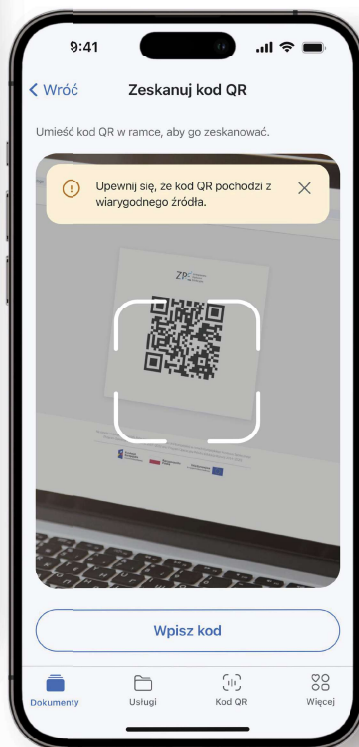 9:41
Wróć
Zeskanuj kod QR
Umieść kod QR w ramce, aby go zeskanować.
Upewnij się, że kod QR pochodzi z
wiarygodnego źródła.
ZPE
Wpisz kod
Dokumenty
Usługi
Kod QR
Więcej